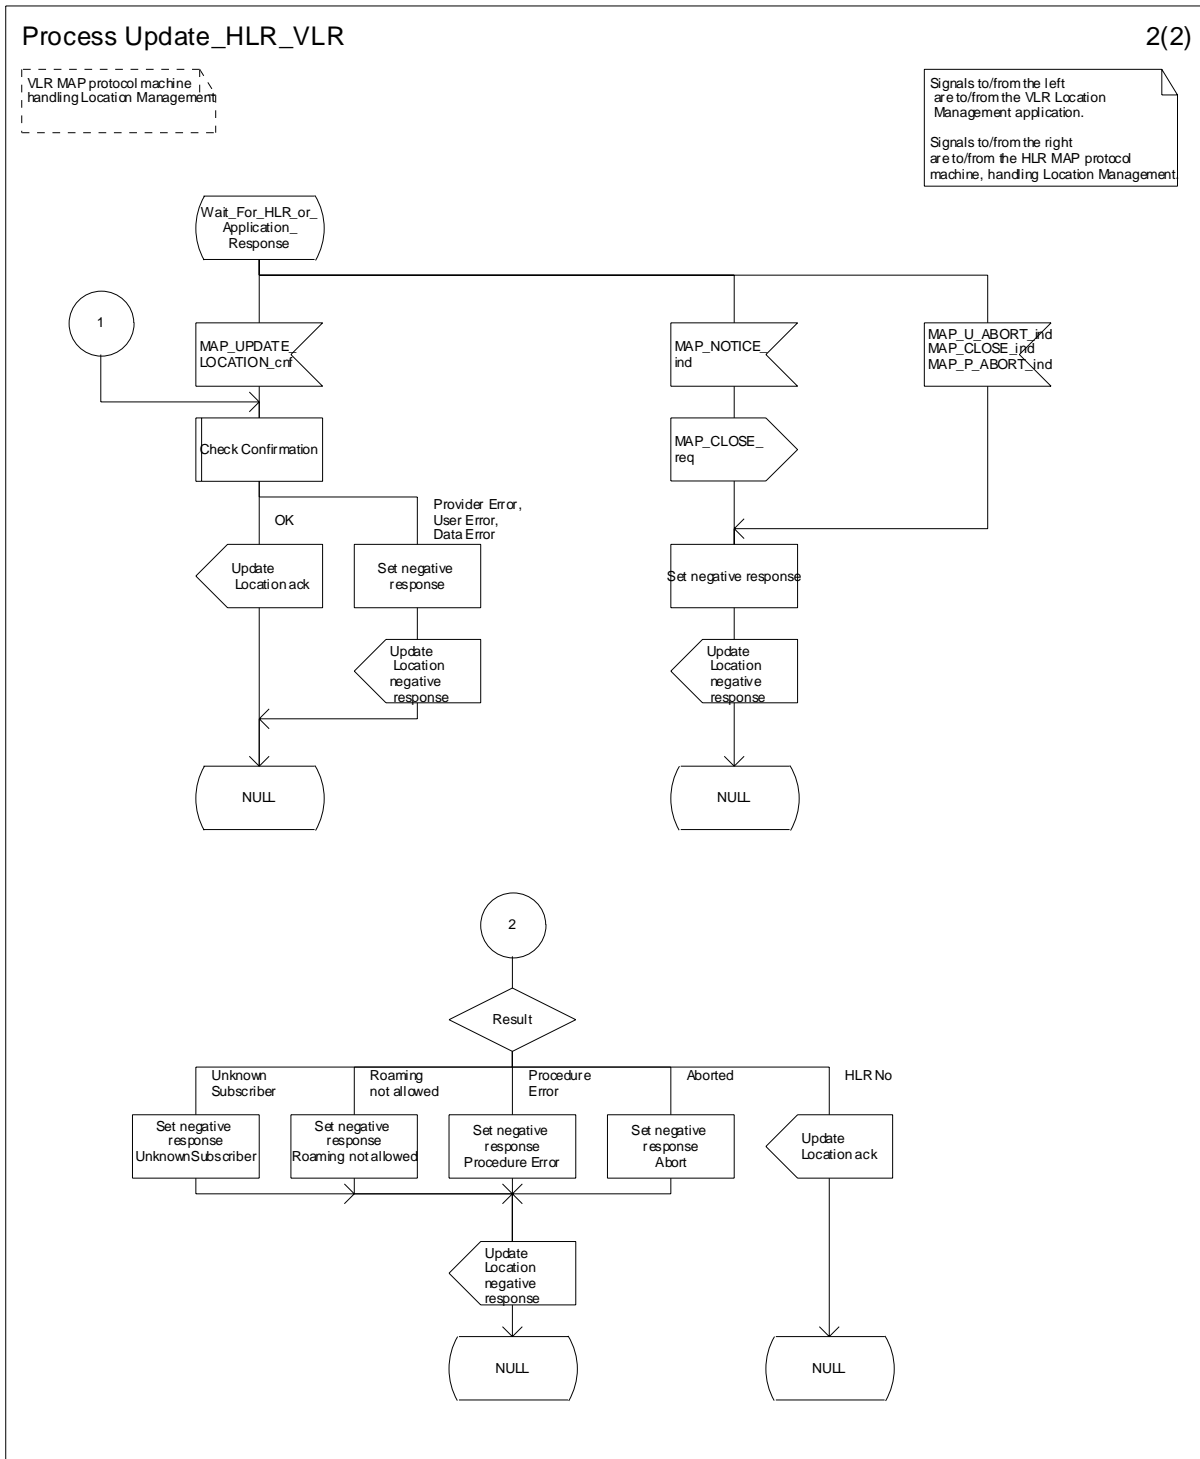 Process Update_HLR_VLR
2(2)
VLR MAP protocol machine
handling Location Management
Signals to/from the left
are to/from the VLR Location
Management application.
Signals to/from the right
are to/from the HLR MAP protocol
machine, handling Location Management.
Wait_For_HLR_or_
Application_
Response
1
MAP_UPDATE_
LOCATION_cnf
MAP_NOTICE_
ind
MAP_U_ABORT_ind
MAP_CLOSE_ind
MAP_P_ABORT_ind
Check Confirmation
MAP_CLOSE_
req
OK
Provider Error,
User Error,
Data Error
Update
Location ack
Set negative
response
Set negative response
Update
Location
negative
response
Update
Location
negative
response
NULL
NULL
2
Result
Unknown
Subscriber
Roaming
not allowed
Procedure
Error
Aborted
HLR No
Set negative
response
UnknownSubscriber
Set negative
response
Roaming not allowed
Set negative
response
Procedure Error
Set negative
response
Abort
Update
Location ack
Update
Location
negative
response
NULL
NULL